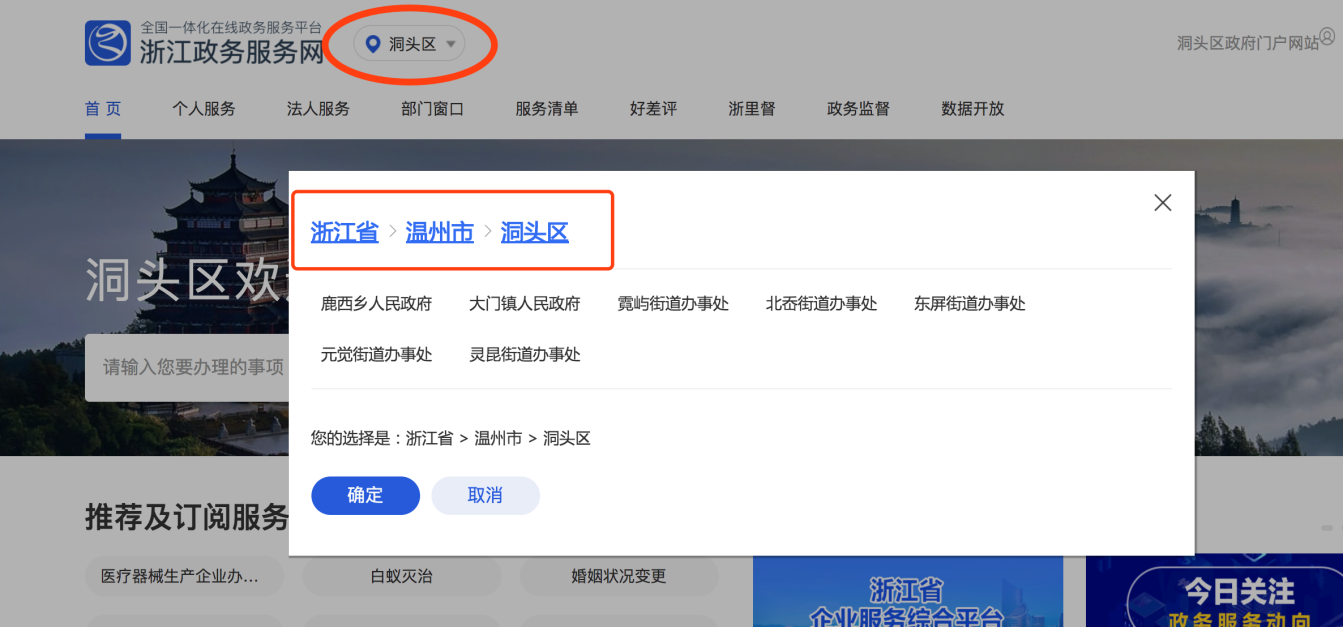 全国一体化在线政务服务平台
浙江政务服务网
洞头区
洞头区政府门户网站
首页 个人服务 法人服务 部门窗口 服务清单 好差评 浙里督 政务监督 数据开放
浙江省 > 温州市 > 洞头区
洞头区欢
鹿西乡人民政府 大门镇人民政府 霓屿街道办事处 北岙街道办事处 东屏街道办事处
元觉街道办事处 灵昆街道办事处
请输入您要办理的事项
您的选择是：浙江省 > 温州市 > 洞头区
确定 取消
推荐及订阅服务
医疗器械生产企业办... 白蚁灭治 婚姻状况变更
浙江省
企业服务综合平台
今日关注
政务服务动向